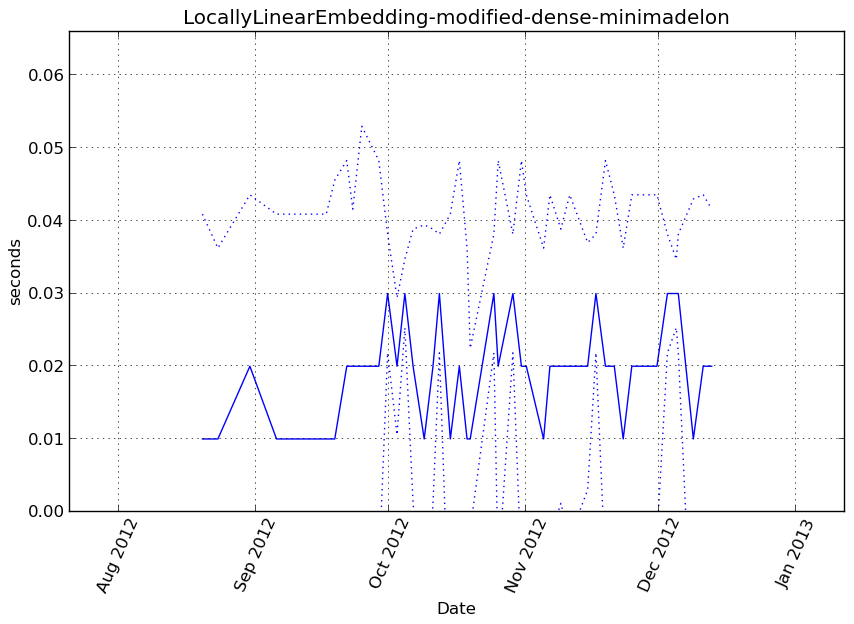 LocallyLinearEmbedding-modified-dense-minimadelon
0.06
0.05
0.04
0.03
0.02
0.01
0.00
seconds
Aug 2012
Sep 2012
Oct 2012
Nov 2012
Dec 2012
Jan 2013
Date